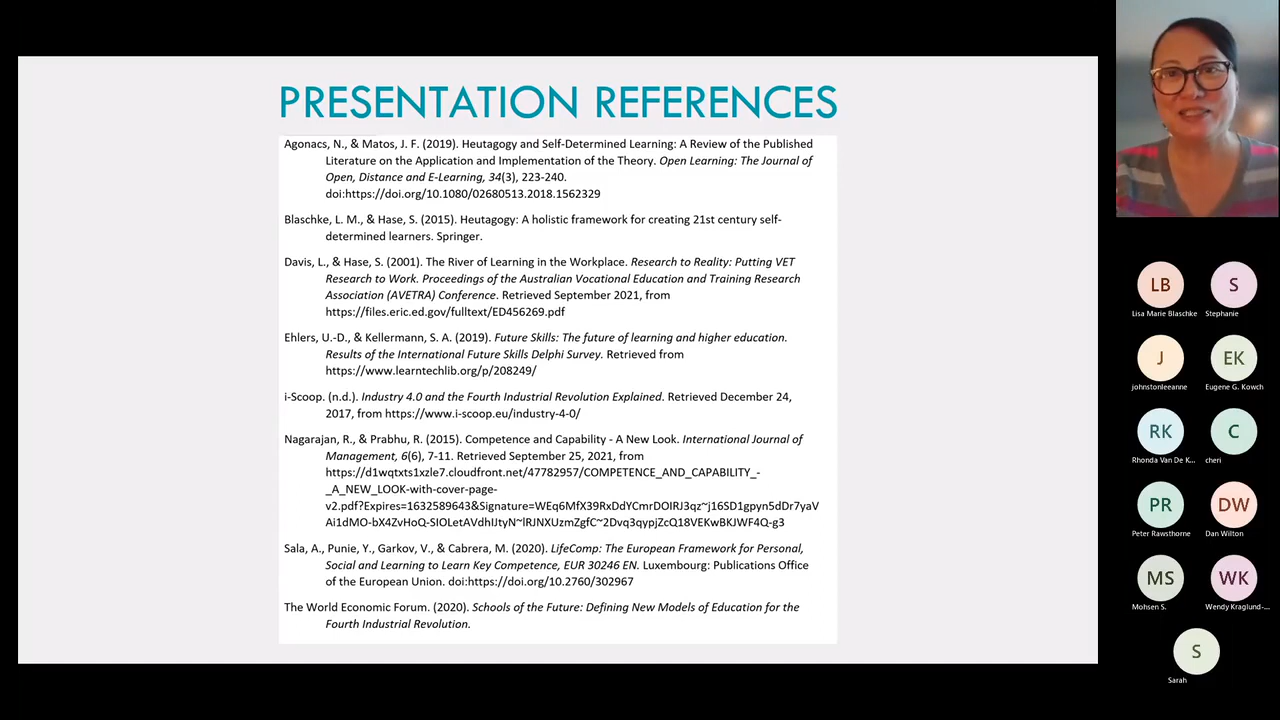 PRESENTATION REFERENCES
Agonacs, N., & Matos, J. F. (2019). Heutagogy and Self-Determined Learning: A Review of the Published
Literature on the Application and Implementation of the Theory. Open Learning: The Journal of
Open, Distance and E-Learning, 34(3), 223-240.
doi:https://doi.org/10.1080/02680513.2018.1562329
Blaschke, L. M., & Hase, S. (2015). Heutagogy: A holistic framework for creating 21st century self-
determined learners. Springer.
Davis, L., & Hase, S. (2001). The River of Learning in the Workplace. Research to Reality: Putting VET
Research to Work. Proceedings of the Australian Vocational Education and Training Research
Association (AVETRA) Conference. Retrieved September 2021, from
https://files.eric.ed.gov/fulltext/ED456269.pdf
Ehlers, U.-D., & Kellermann, S. A. (2019). Future Skills: The future of learning and higher education.
Results of the International Future Skills Delphi Survey. Retrieved from
https://www.learntechlib.org/p/208249/
i-Scoop. (n.d.). Industry 4.0 and the Fourth Industrial Revolution Explained. Retrieved December 24,
2017, from https://www.i-scoop.eu/industry-4-0/
Nagarajan, R., & Prabhu, R. (2015). Competence and Capability - A New Look. International Journal of
Management, 6(6), 7-11. Retrieved September 25, 2021, from
https://d1wqtxts1xzle7.cloudfront.net/47782957/COMPETENCE_AND_CAPABILITY_-
_A_NEW_LOOK-with-cover-page-
v2.pdf?Expires=1632589643&Signature=WEq6MfX39RxDdYCmrDOIRJ3qz~j16SD1gpyn5dDr7yaV
Ai1dMO-bX4ZvHoQ-SIOLetAVdhIJtyN~lRJNXUzmZgfC~2Dvq3qypjZcQ18VEKwBKJWF4Q-g3
Sala, A., Punie, Y., Garkov, V., & Cabrera, M. (2020). LifeComp: The European Framework for Personal,
Social and Learning to Learn Key Competence, EUR 30246 EN. Luxembourg: Publications Office
of the European Union. doi:https://doi.org/10.2760/302967
The World Economic Forum. (2020). Schools of the Future: Defining New Models of Education for the
Fourth Industrial Revolution.
LB
S
Lisa Marie Blaschke
Stephanie
J
EK
johnstonleeanne
Eugene G. Kowch
RK
C
Rhonda Van De K...
cheri
PR
DW
Peter Rawsthorne
Dan Wilton
MS
WK
Mohsen S.
Wendy Kraglund-...
S
Sarah